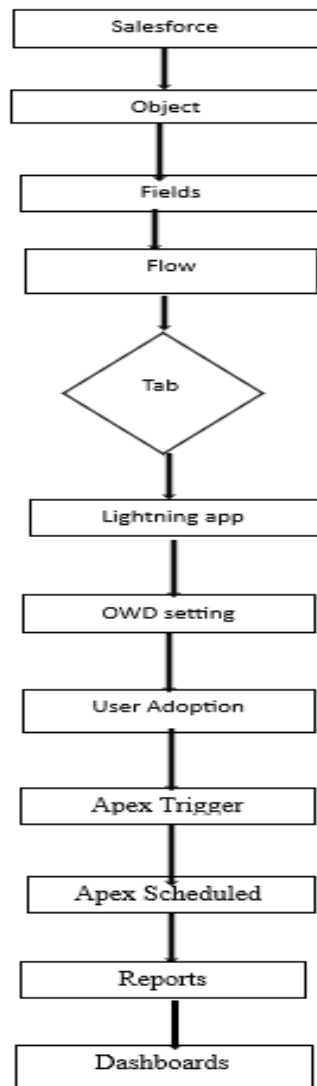 Salesforce
Object
Fields
Flow
Tab
Lightning app
OWD setting
User Adoption
Apex Trigger
Apex Scheduled
Reports
Dashboards